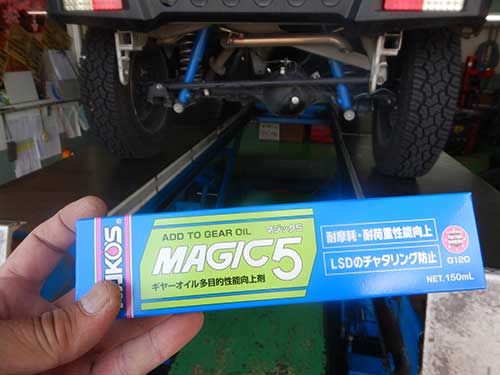 ADD TO GEAR OIL
マジック5
MAGIC5
ギヤーオイル多目的性能向上剤
耐摩耗・耐荷重性能向上
LSDのチャタリング防止
G120
NET.150mL